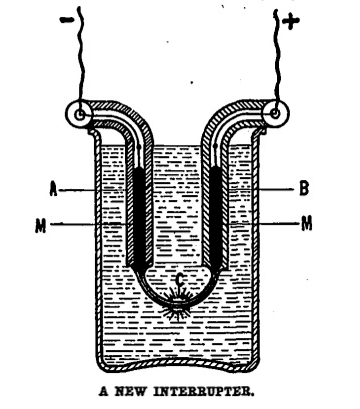 - +
A B
M M
C
A NEW INTERRUPTER.